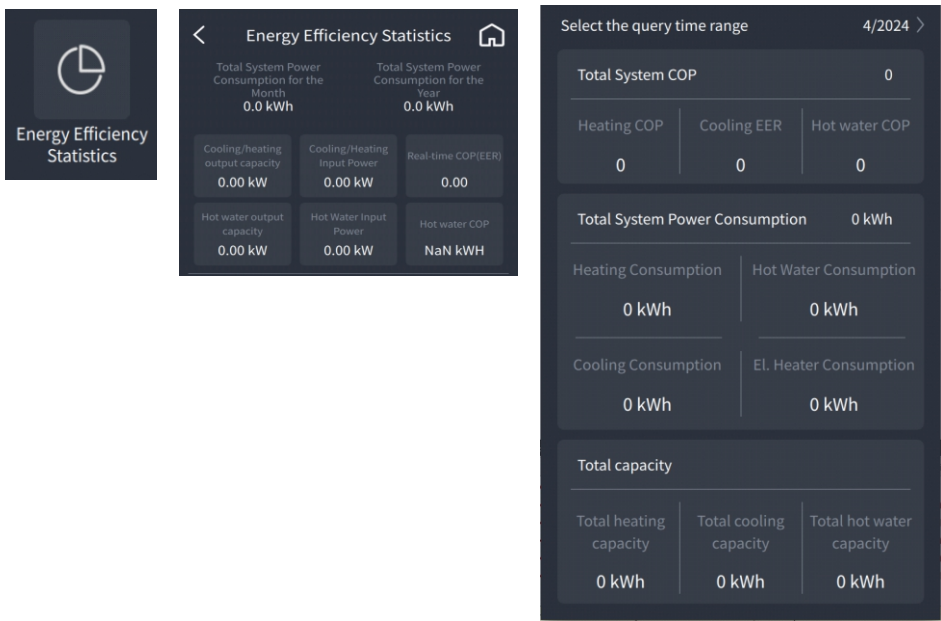 Energy Efficiency
Statistics
Energy Efficiency Statistics
Total System Power
Consumption for the
Month
0.0 kWh
Total System Power
Consumption for the
Year
0.0 kWh
Cooling/heating
output capacity
0.00 kW
Cooling/Heating
Input Power
0.00 kW
Real-time COP(EER)
0.00
Hot water output
capacity
0.00 kW
Hot Water Input
Power
0.00 kW
Hot water COP
NaN kWH
Select the query time range 4/2024
Total System COP 0
Heating COP
0
Cooling EER
0
Hot water COP
0
Total System Power Consumption 0 kWh
Heating Consumption
0 kWh
Hot Water Consumption
0 kWh
Cooling Consumption
0 kWh
El. Heater Consumption
0 kWh
Total capacity
Total heating
capacity
0 kWh
Total cooling
capacity
0 kWh
Total hot water
capacity
0 kWh